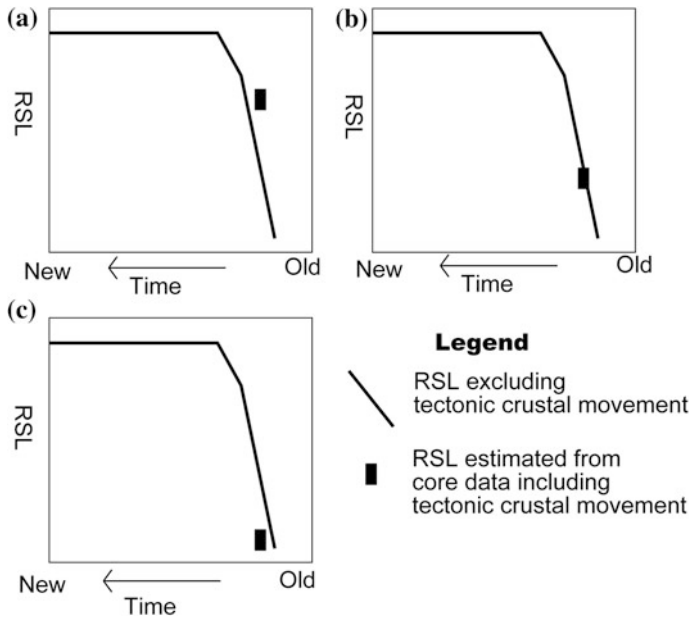 (a)
RSL
New
Old
Time
(b)
RSL
New
Old
Time
(c)
RSL
New
Old
Time
Legend
RSL excluding
tectonic crustal movement
RSL estimated from
core data including
tectonic crustal movement